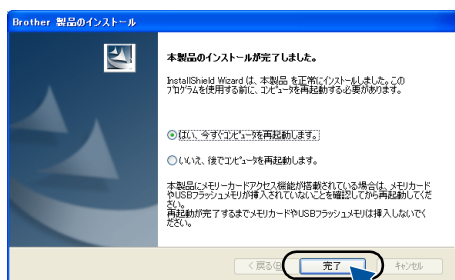 Brother 製品のインストール
本製品のインストールが完了しました。
InstallShield Wizard は、本製品 を正常にインストールしました。この
プログラムを使用する前に、コンピュータを再起動する必要があります。
はい、今すぐコンピュータを再起動します。
いいえ、後でコンピュータを再起動します。
本製品にメモリーカードアクセス機能が搭載されている場合は、メモリカード
やUSBフラッシュメモリが挿入されていないことを確認してから再起動してくだ
さい。
再起動が完了するまでメモリカードやUSBフラッシュメモリは挿入しないでく
ださい。
< 戻る(B) 完了 キャンセル